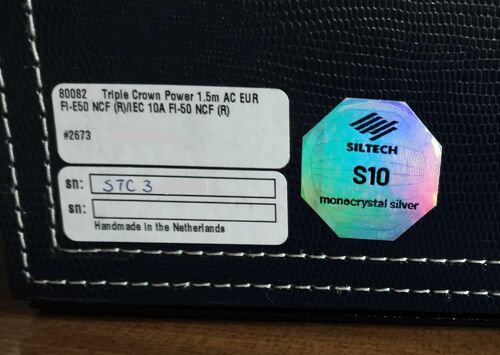 80082 Triple Crown Power 1.5m AC EUR
FI-E50 NCF (R)/IEC 10A FI-50 NCF (R)
#2673
sn: STC 3
sn:
Handmade in the Netherlands
SILTECH
S10
monocrystal silver